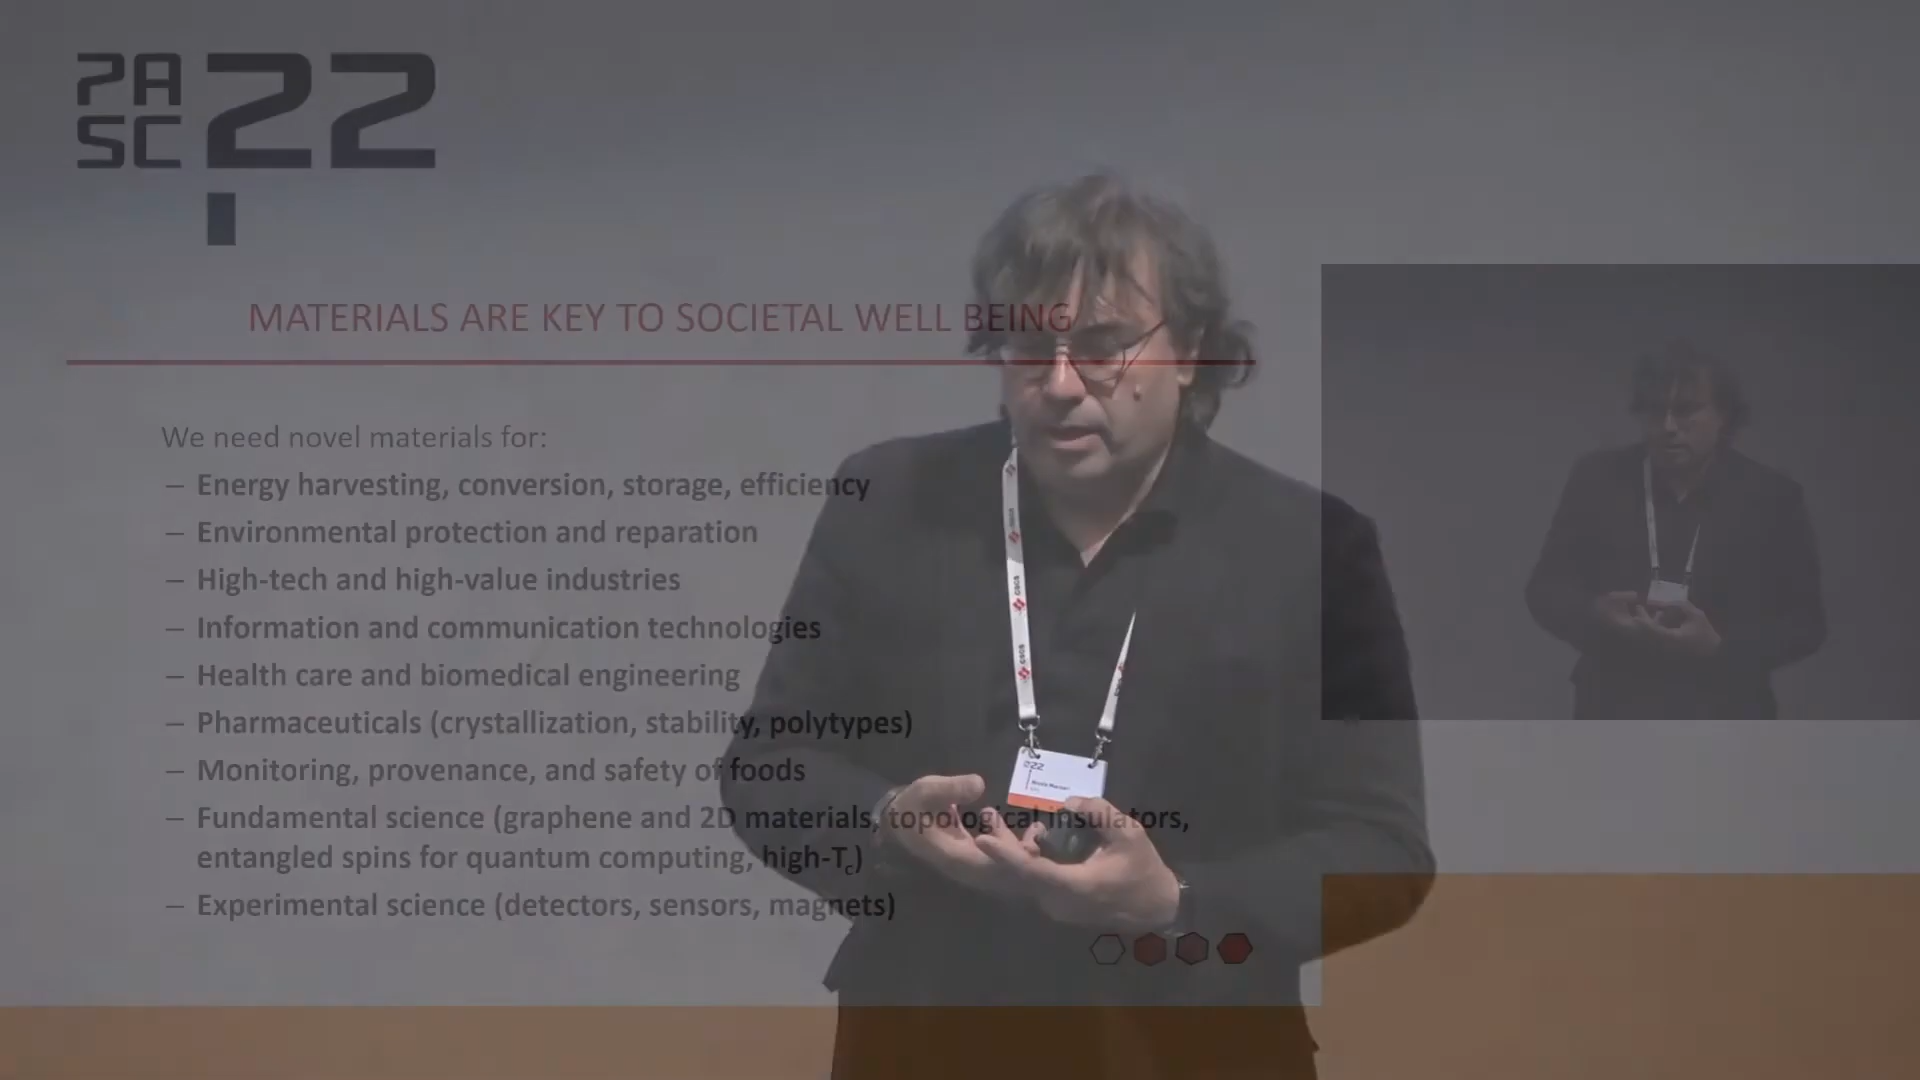 PA
SC
22
MATERIALS ARE KEY TO SOCIETAL WELL BEING
We need novel materials for:
– Energy harvesting, conversion, storage, efficiency
– Environmental protection and reparation
– High-tech and high-value industries
– Information and communication technologies
– Health care and biomedical engineering
– Pharmaceuticals (crystallization, stability, polytypes)
– Monitoring, provenance, and safety of foods
– Fundamental science (graphene and 2D materials, topological insulators,
entangled spins for quantum computing, high-Tc)
– Experimental science (detectors, sensors, magnets)
CSCS
CSCS
22